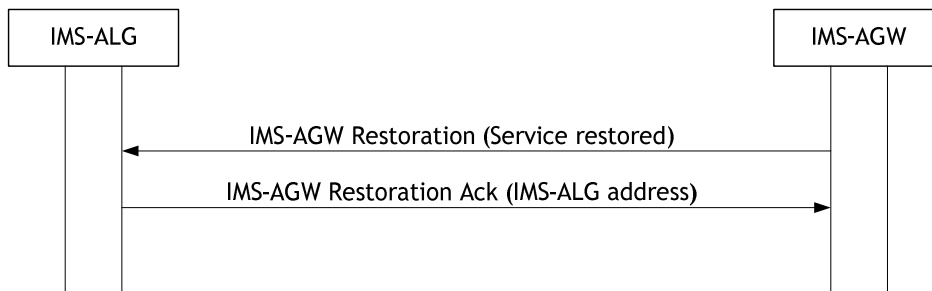 IMS-ALG
IMS-AGW
IMS-AGW Restoration (Service restored)
IMS-AGW Restoration Ack (IMS-ALG address)